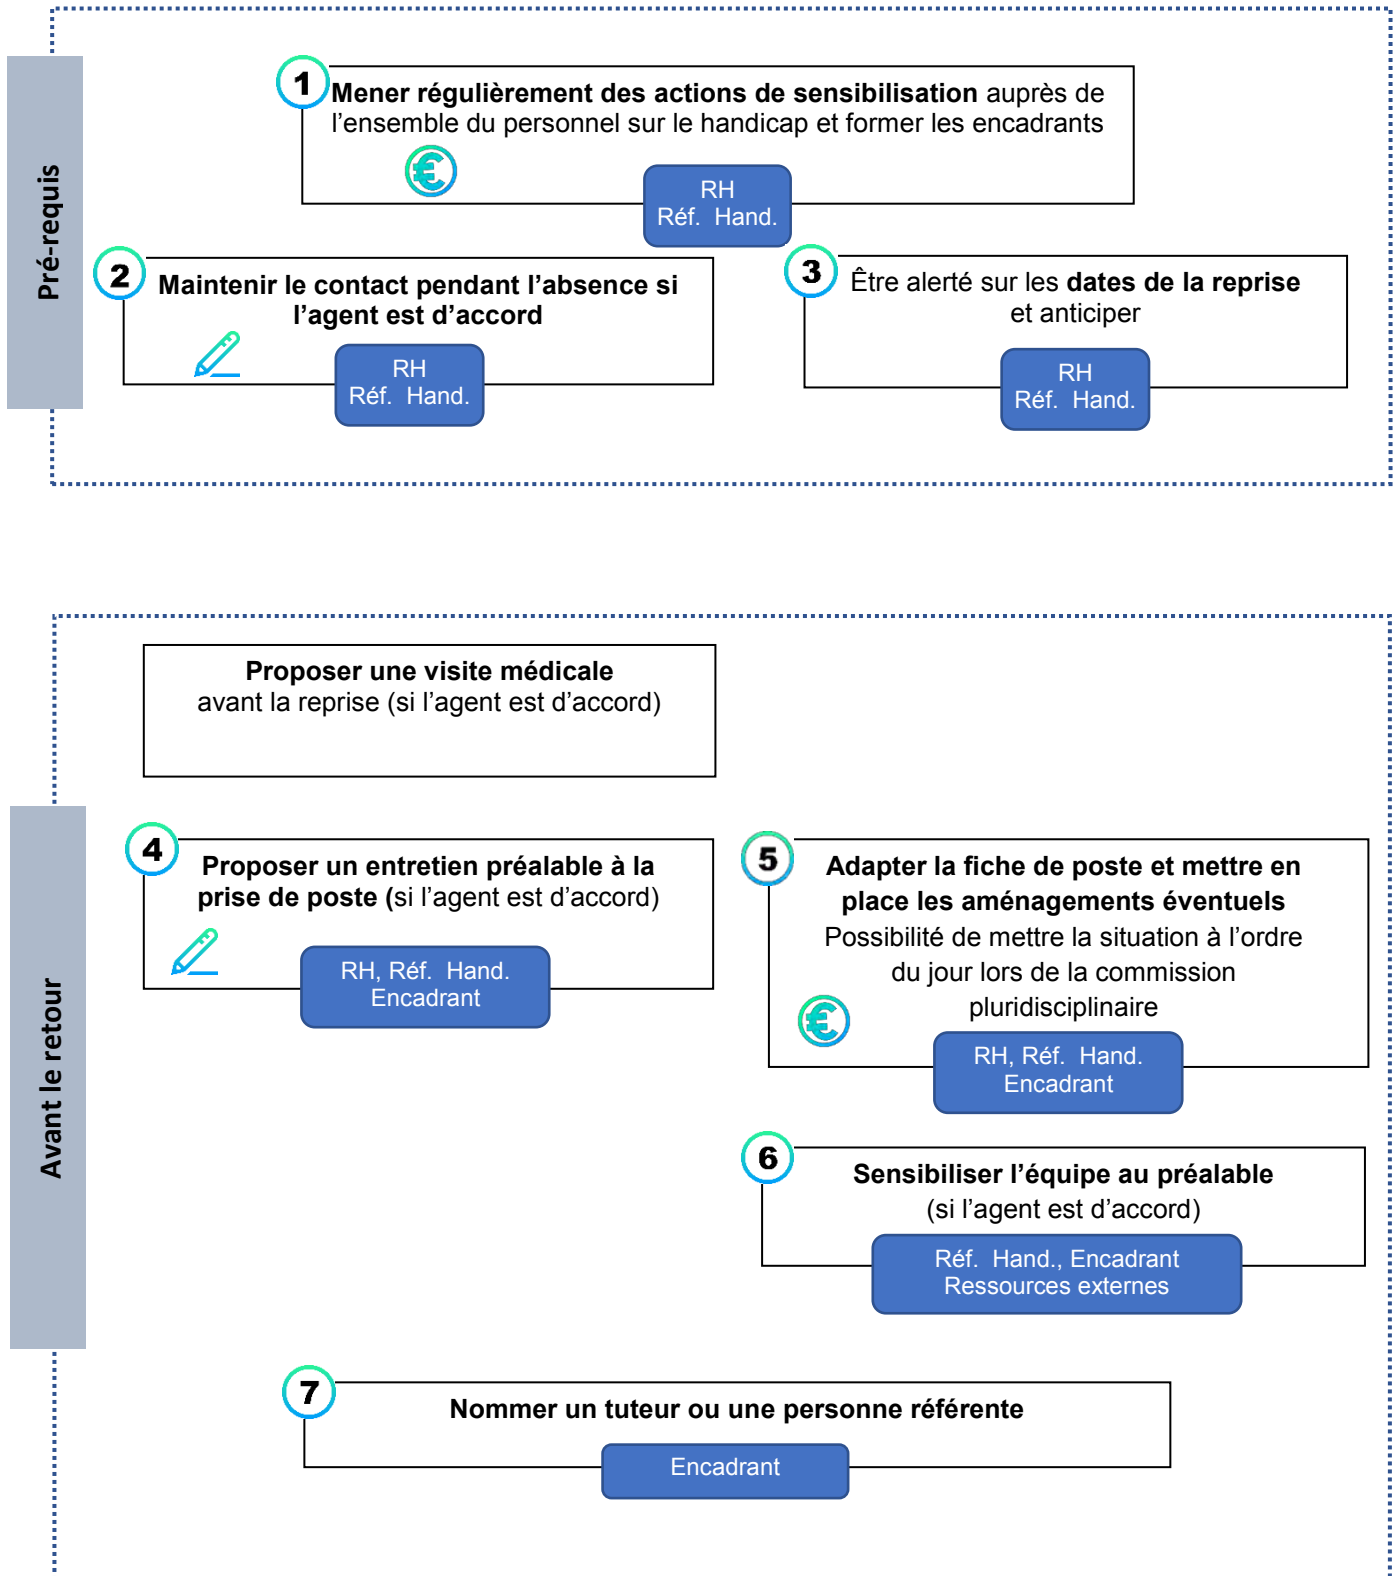 Pré-requis
1
Mener régulièrement des actions de sensibilisation auprès de
l’ensemble du personnel sur le handicap et former les encadrants
€
RH
Réf. Hand.
2
Maintenir le contact pendant l’absence si
l’agent est d’accord
RH
Réf. Hand.
3
Être alerté sur les dates de la reprise
et anticiper
RH
Réf. Hand.
Avant le retour
Proposer une visite médicale
avant la reprise (si l’agent est d’accord)
4
Proposer un entretien préalable à la
prise de poste (si l’agent est d’accord)
RH, Réf. Hand.
Encadrant
5
Adapter la fiche de poste et mettre en
place les aménagements éventuels
Possibilité de mettre la situation à l’ordre
du jour lors de la commission
pluridisciplinaire
€
RH, Réf. Hand.
Encadrant
6
Sensibiliser l’équipe au préalable
(si l’agent est d’accord)
Réf. Hand., Encadrant
Ressources externes
7
Nommer un tuteur ou une personne référente
Encadrant